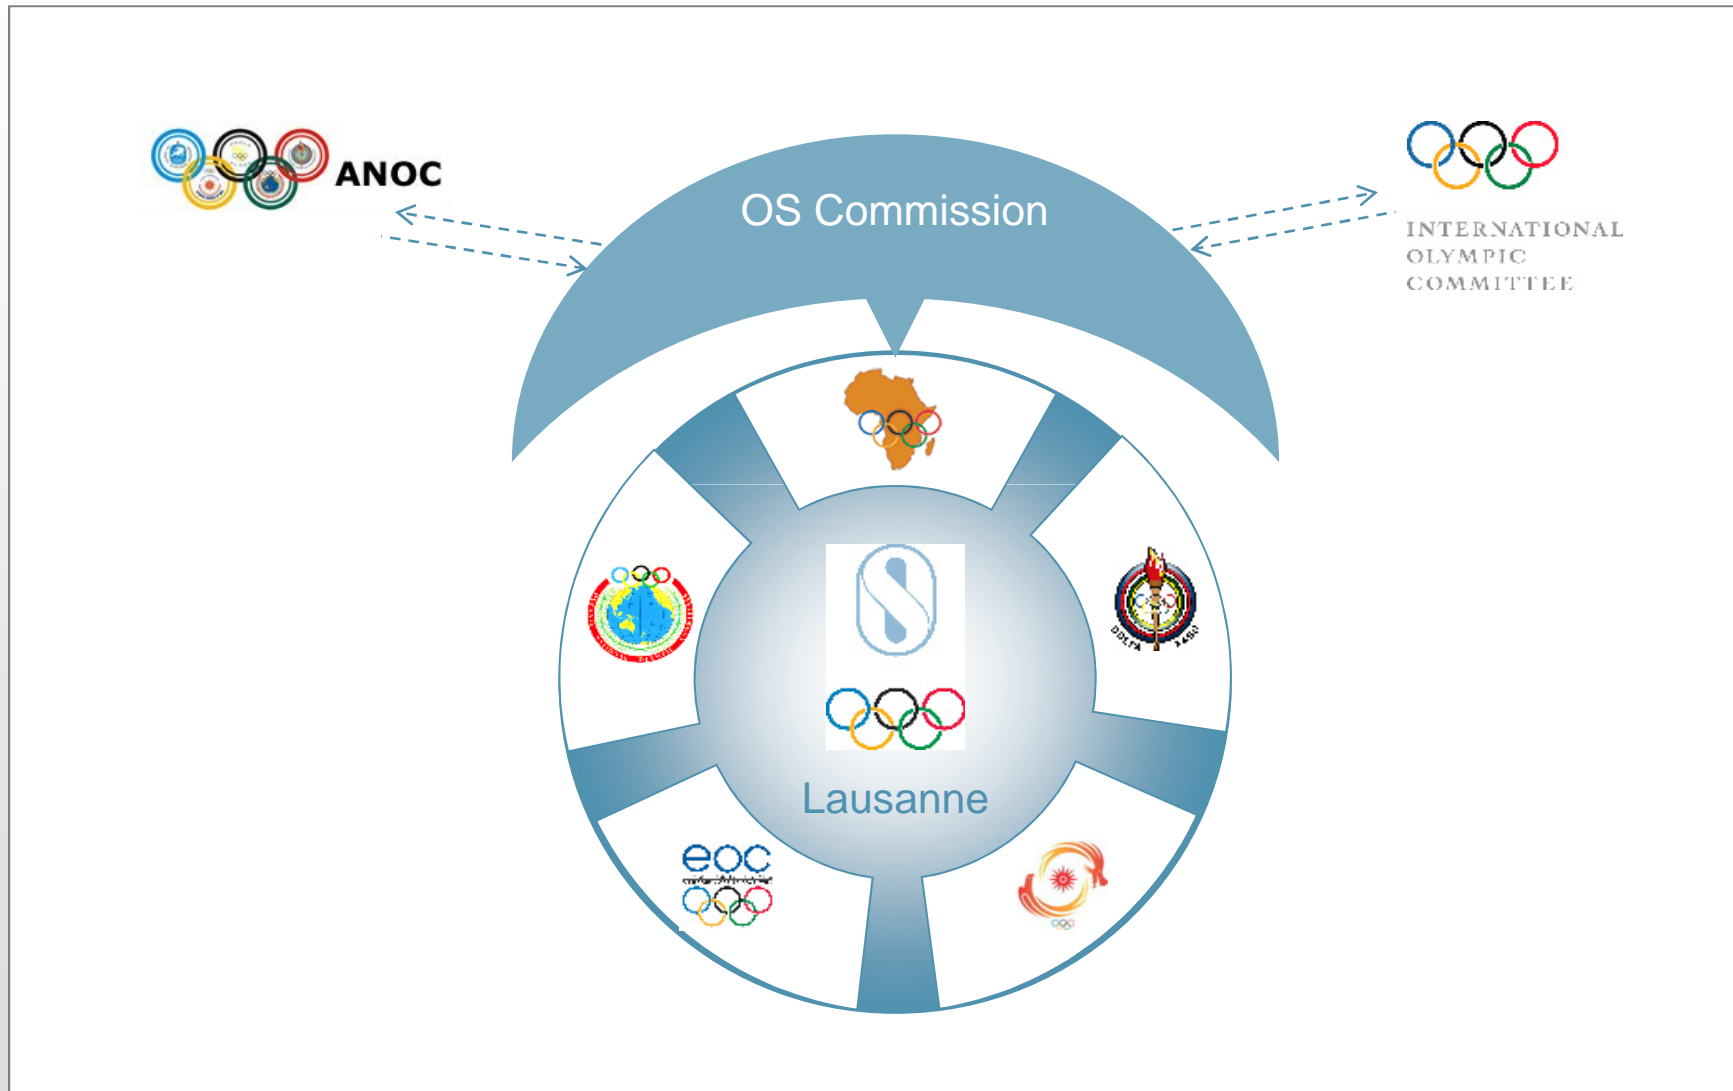 ANOC
OS Commission
INTERNATIONAL
OLYMPIC
COMMITTEE
eoc
Lausanne